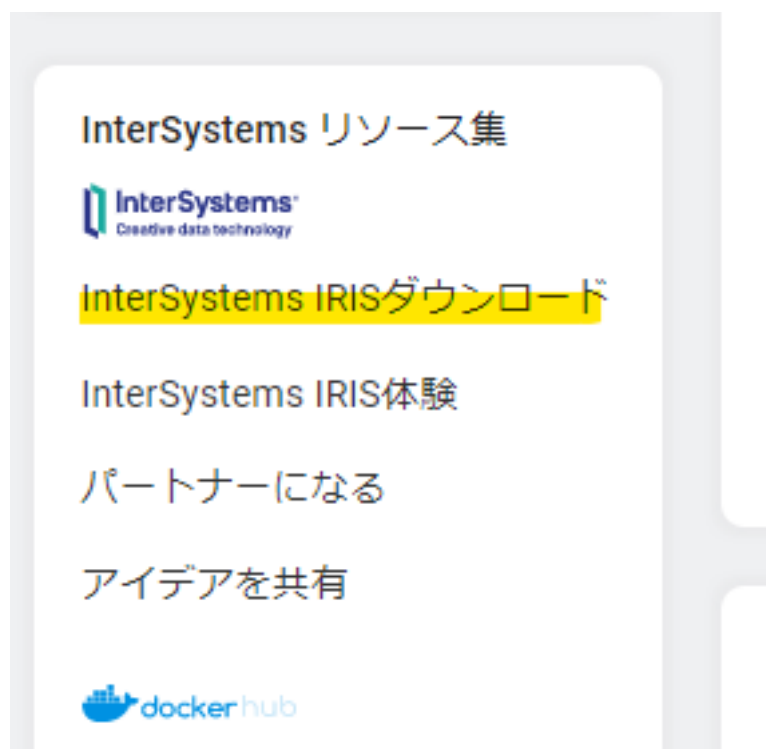 InterSystems リソース集
InterSystems®
Creative data technology
InterSystems IRISダウンロード
InterSystems IRIS体験
パートナーになる
アイデアを共有
dockerhub